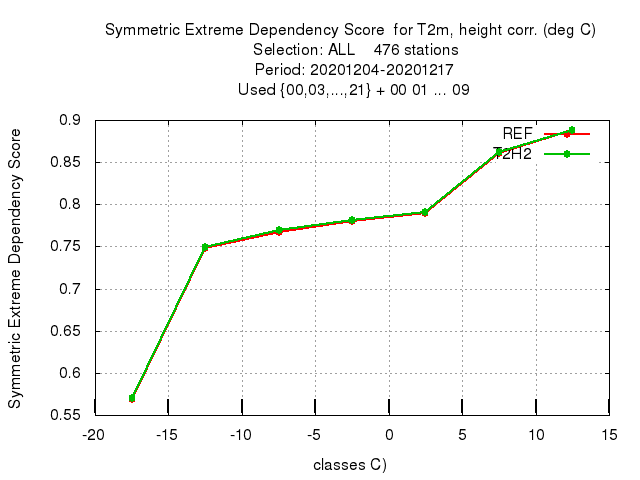 Symmetric Extreme Dependency Score for T2m, height corr. (deg C)
Selection: ALL 476 stations
Period: 20201204-20201217
Used {00,03,...,21} + 00 01 ... 09
Symmetric Extreme Dependency Score
0.9
0.85
0.8
0.75
0.7
0.65
0.6
0.55
REF
T2H2
-20 -15 -10 -5 0 5 10 15
classes C)